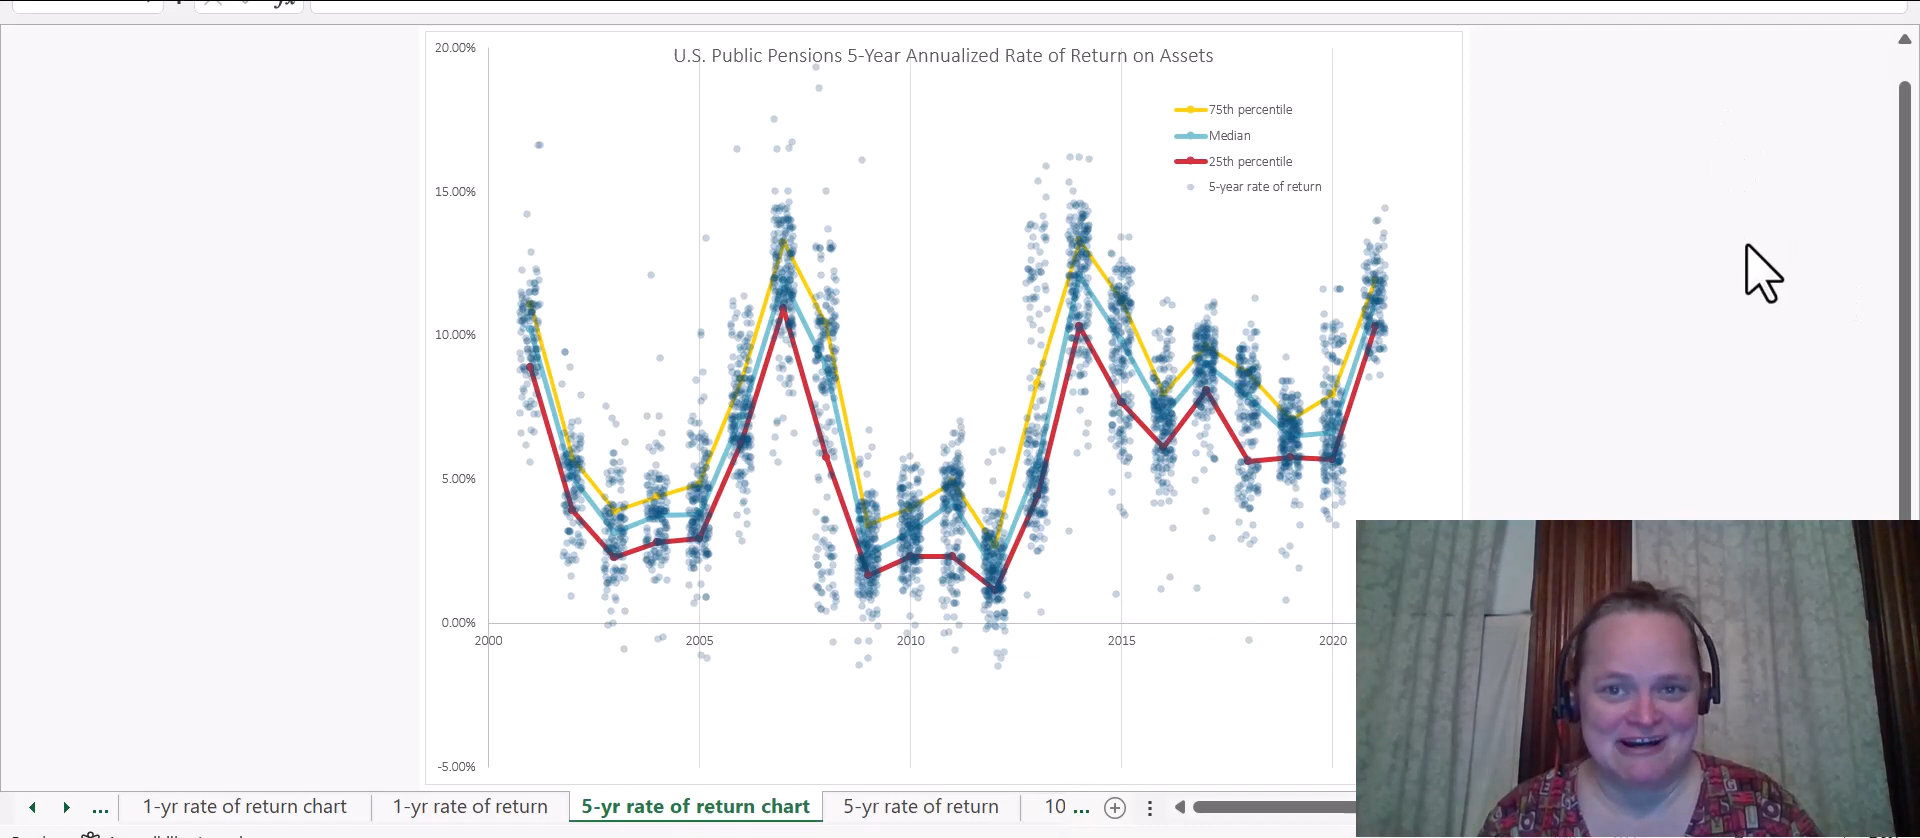 fx
20.00%
U.S. Public Pensions 5-Year Annualized Rate of Return on Assets
75th percentile
Median
15.00%
25th percentile
5-year rate of return
10.00%
5.00%
0.00%
2000 2005 2010 2015 2020
-5.00%
... 1-yr rate of return chart 1-yr rate of return 5-yr rate of return chart 5-yr rate of return 10 ...